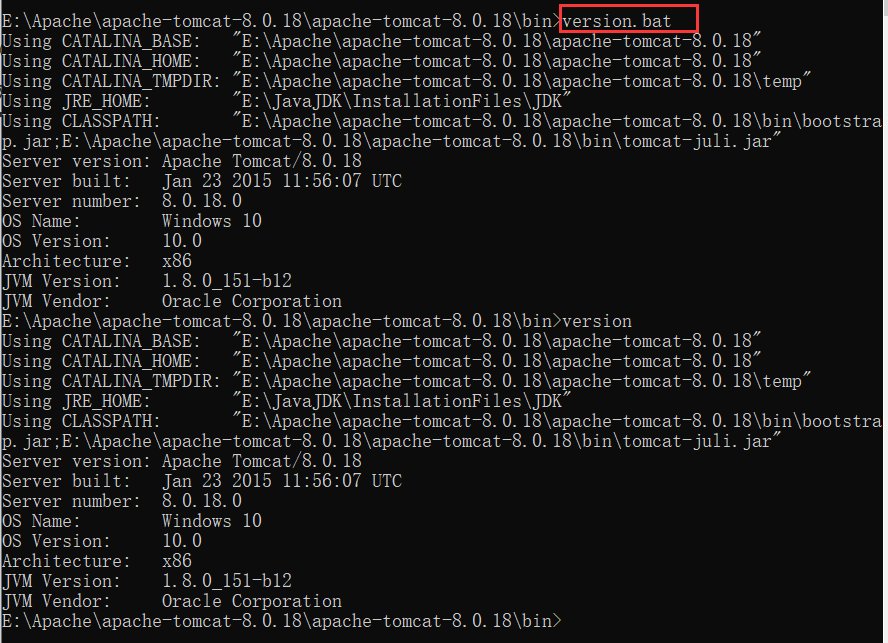 E:\Apache\apache-tomcat-8.0.18\apache-tomcat-8.0.18\bin>version.bat
Using CATALINA_BASE:   "E:\Apache\apache-tomcat-8.0.18\apache-tomcat-8.0.18"
Using CATALINA_HOME:   "E:\Apache\apache-tomcat-8.0.18\apache-tomcat-8.0.18"
Using CATALINA_TMPDIR: "E:\Apache\apache-tomcat-8.0.18\apache-tomcat-8.0.18\temp"
Using JRE_HOME:        "E:\JavaJDK\InstallationFiles\JDK"
Using CLASSPATH:       "E:\Apache\apache-tomcat-8.0.18\apache-tomcat-8.0.18\bin\bootstra
p.jar;E:\Apache\apache-tomcat-8.0.18\apache-tomcat-8.0.18\bin\tomcat-juli.jar"
Server version: Apache Tomcat/8.0.18
Server built:   Jan 23 2015 11:56:07 UTC
Server number:  8.0.18.0
OS Name:        Windows 10
OS Version:     10.0
Architecture:   x86
JVM Version:    1.8.0_151-b12
JVM Vendor:     Oracle Corporation
E:\Apache\apache-tomcat-8.0.18\apache-tomcat-8.0.18\bin>version
Using CATALINA_BASE:   "E:\Apache\apache-tomcat-8.0.18\apache-tomcat-8.0.18"
Using CATALINA_HOME:   "E:\Apache\apache-tomcat-8.0.18\apache-tomcat-8.0.18"
Using CATALINA_TMPDIR: "E:\Apache\apache-tomcat-8.0.18\apache-tomcat-8.0.18\temp"
Using JRE_HOME:        "E:\JavaJDK\InstallationFiles\JDK"
Using CLASSPATH:       "E:\Apache\apache-tomcat-8.0.18\apache-tomcat-8.0.18\bin\bootstra
p.jar;E:\Apache\apache-tomcat-8.0.18\apache-tomcat-8.0.18\bin\tomcat-juli.jar"
Server version: Apache Tomcat/8.0.18
Server built:   Jan 23 2015 11:56:07 UTC
Server number:  8.0.18.0
OS Name:        Windows 10
OS Version:     10.0
Architecture:   x86
JVM Version:    1.8.0_151-b12
JVM Vendor:     Oracle Corporation
E:\Apache\apache-tomcat-8.0.18\apache-tomcat-8.0.18\bin>